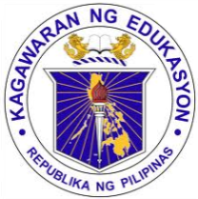 KAGAWARAN NG EDUKASYON
REPUBLIKA NG PILIPINAS